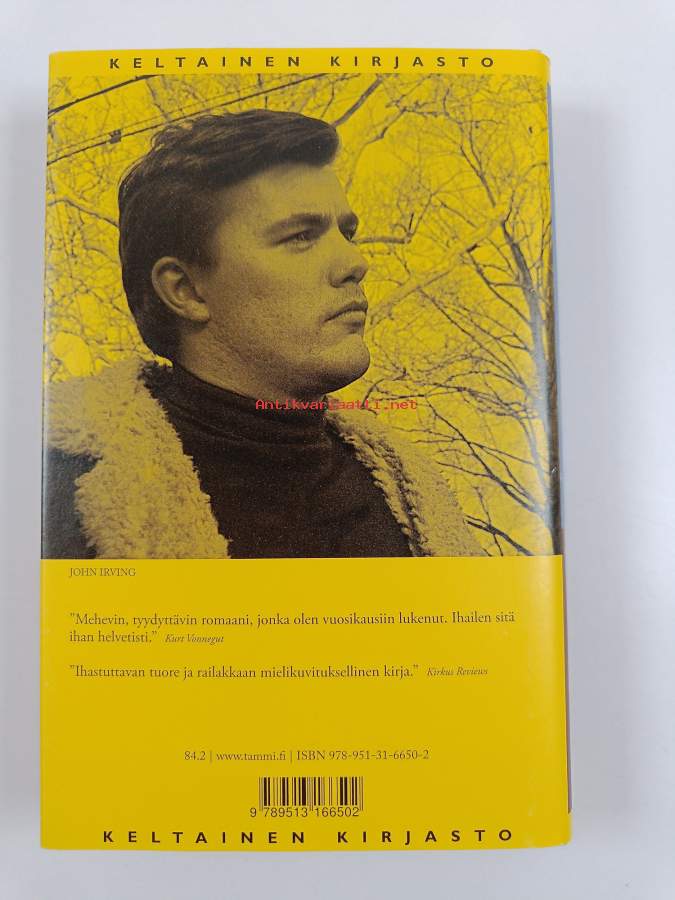 KELTAINEN KIRJASTO
Antikvariaatti.net
JOHN IRVING
”Mehevin, tyydyttävin romaani, jonka olen vuosikausiin lukenut. Ihailen sitä
ihan helvetisti.” Kurt Vonnegut
”Ihastuttavan tuore ja railakkaan mielikuvituksellinen kirja.” Kirkus Reviews
84.2 | www.tammi.fi | ISBN 978-951-31-6650-2
9 789513 166502
KELTAINEN KIRJASTO